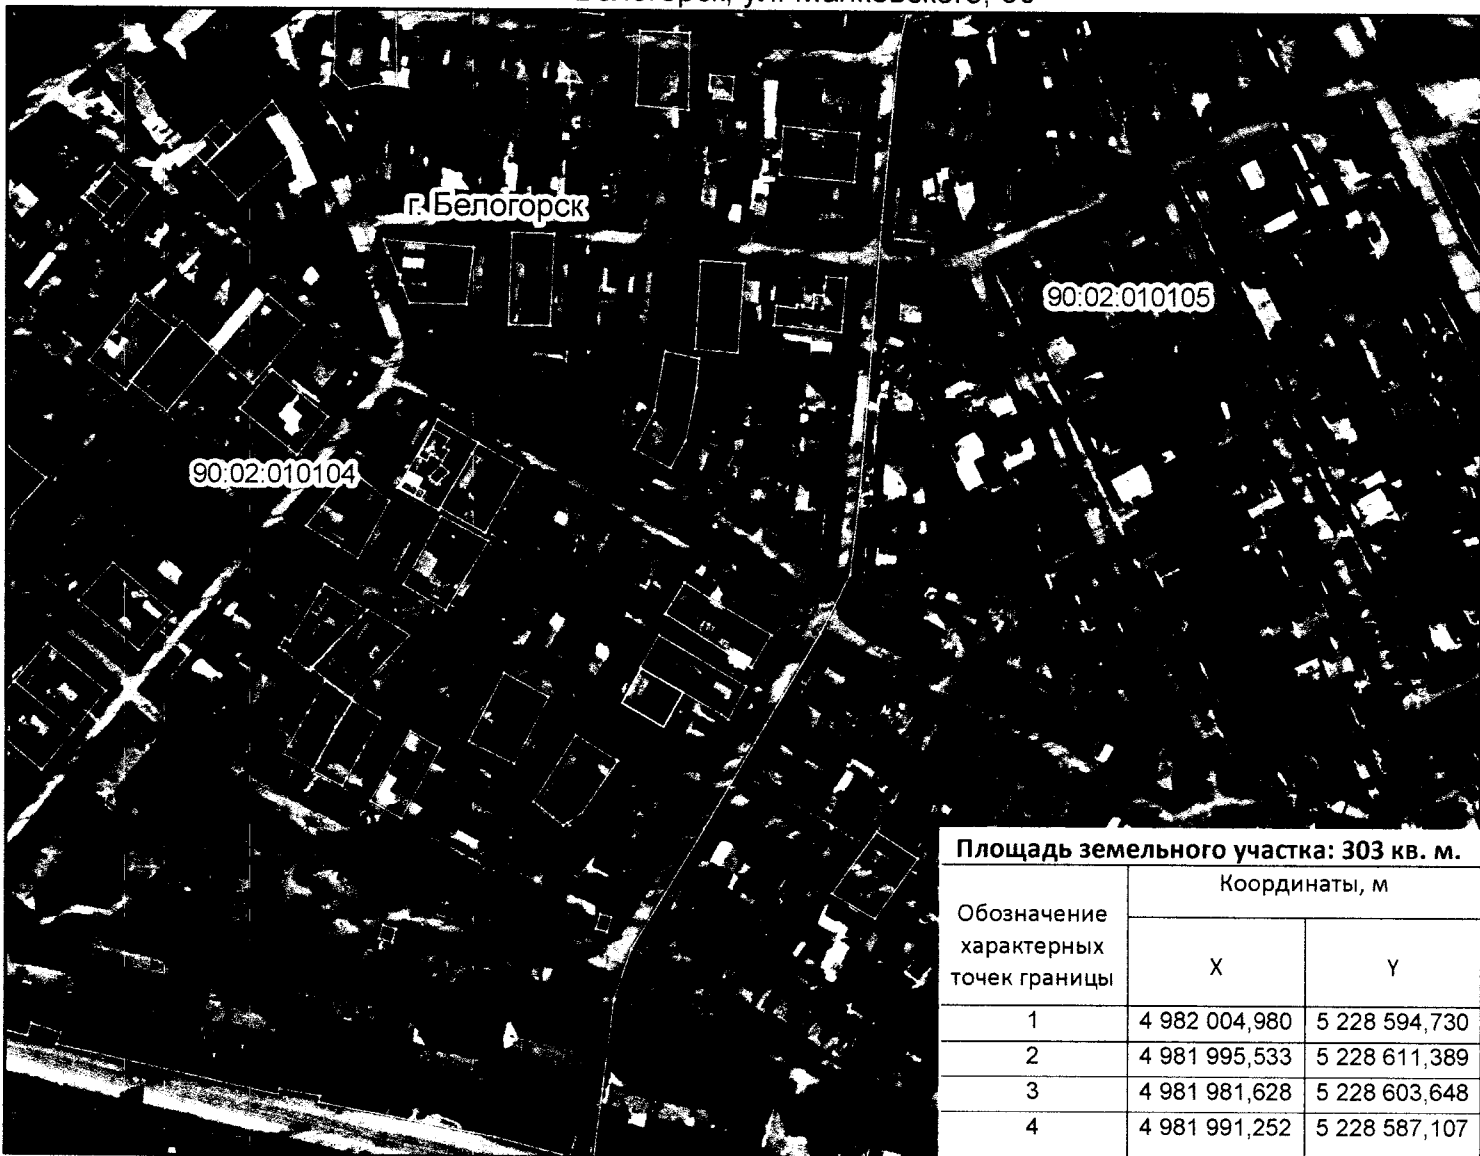 г. Белогорск
90:02:010105
90:02:010104
Площадь земельного участка: 303 кв. м.
Обозначение характерных точек границы
Координаты, м
X Y
1 4 982 004,980 5 228 594,730
2 4 981 995,533 5 228 611,389
3 4 981 981,628 5 228 603,648
4 4 981 991,252 5 228 587,107